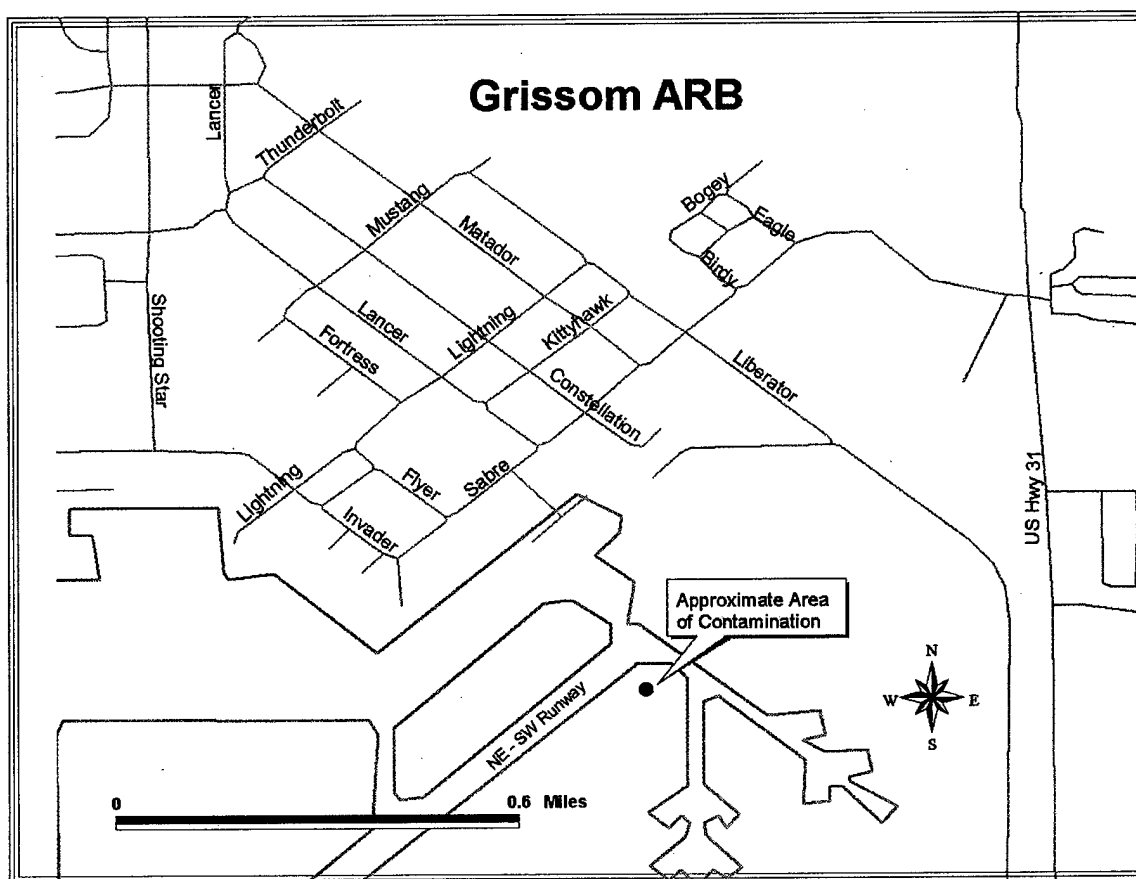 Grissom ARB
Lancer
Thunderbolt
Mustang
Matador
Bogey
Eagle
Birdy
Shooting Star
Lancer
Fortress
Lightning
Kittyhawk
Constellation
Liberator
US Hwy 31
Lightning
Flyer
Sabre
Invader
Approximate Area
of Contamination
NE - SW Runway
N
W E
S
0 0.6 Miles